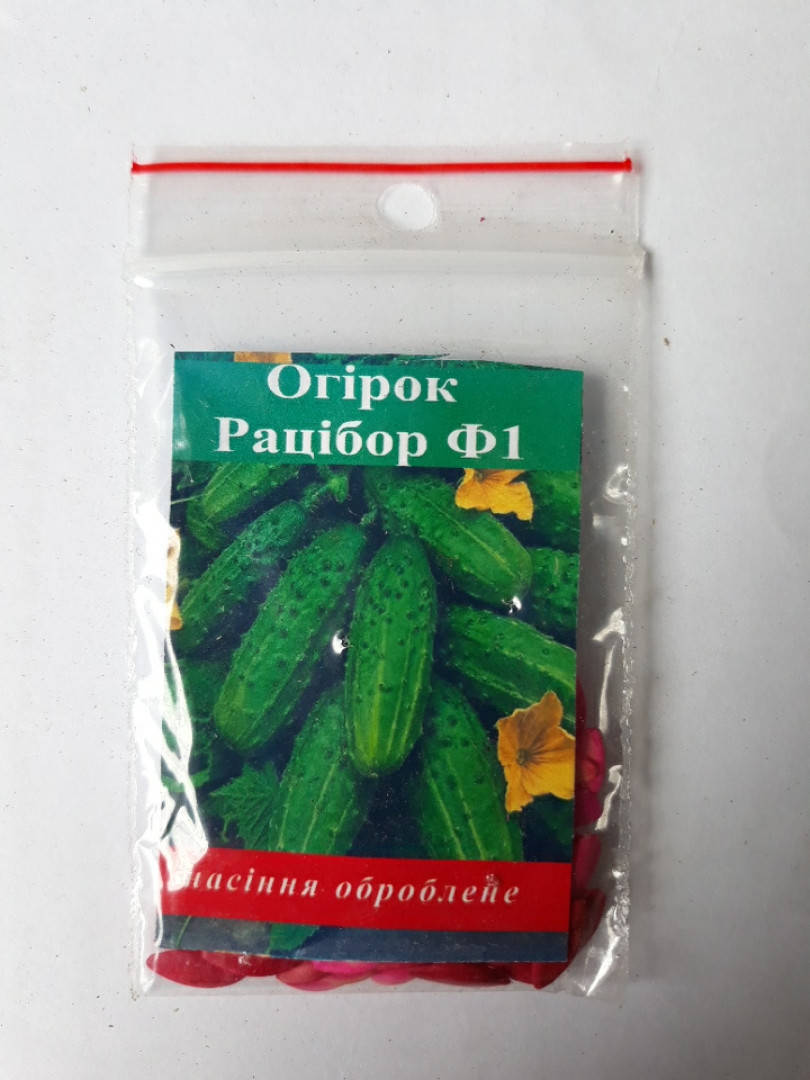 Огірок
Рацібор Ф1
насіння оброблене